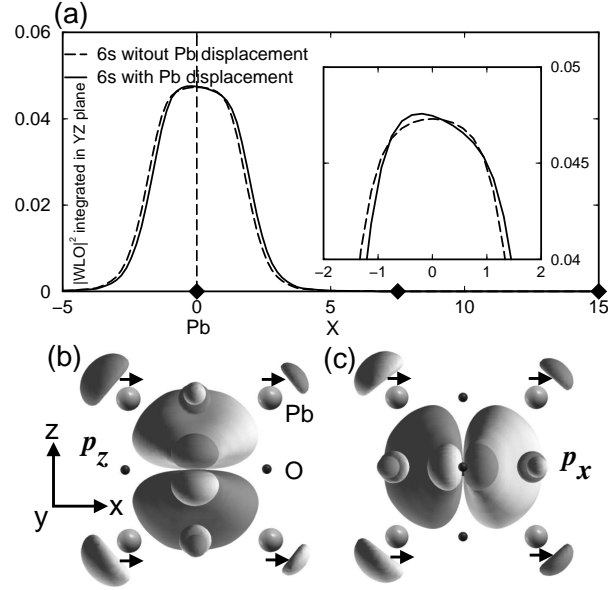 (a)
6s witout Pb displacement
6s with Pb displacement
|WLO|² integrated in YZ plane
0.06
0.04
0.02
0
−5
0
5
10
15
Pb
X
0.05
0.045
0.04
−2
−1
0
1
2
(b)
(c)
Pb
z
p_z
O
p_x
y
x